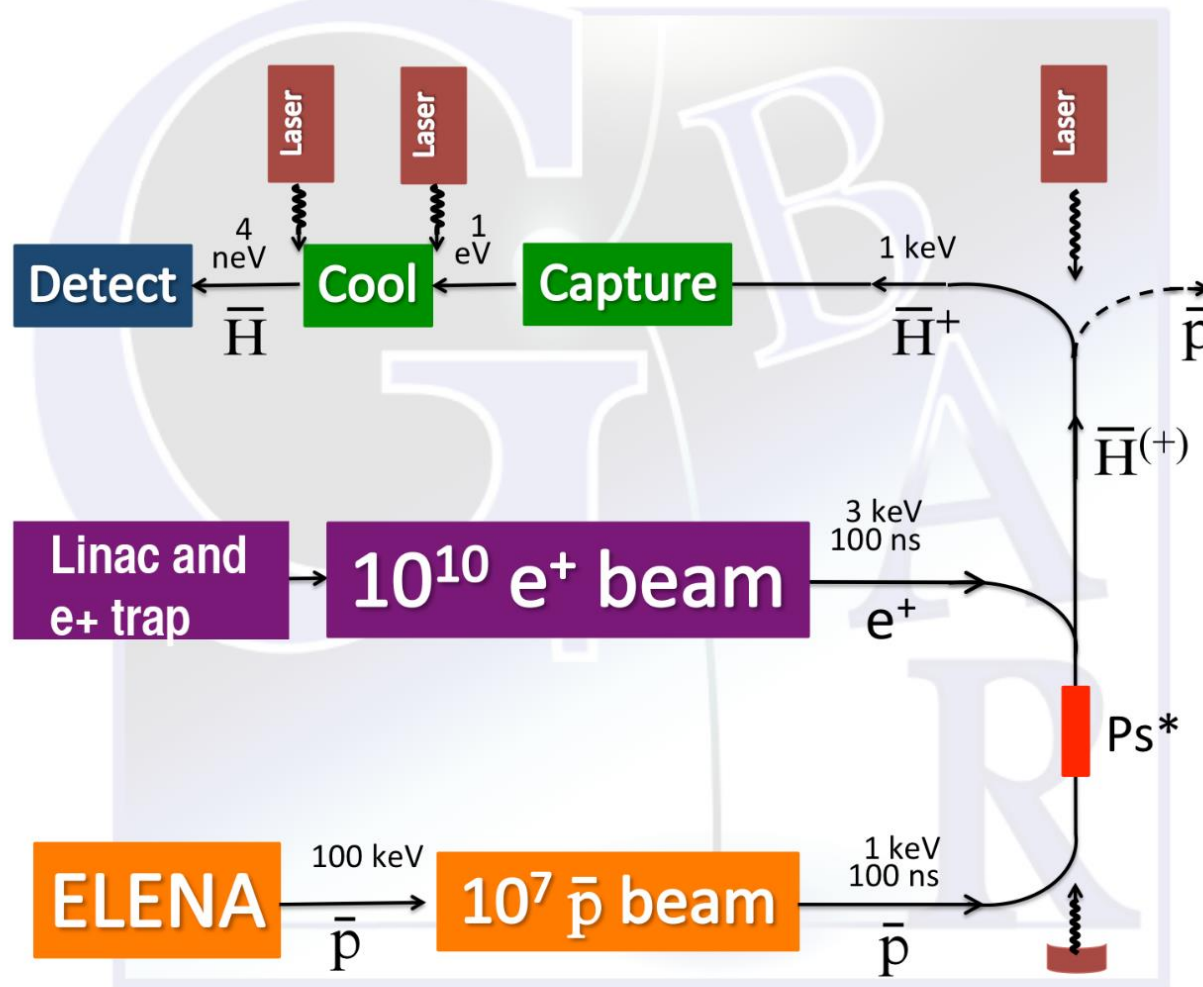 Laser
Laser
Laser
4
neV
1
eV
1 keV
Detect
Cool
Capture
H̅
H̅⁺
p̅
H̅⁽⁺⁾
Linac and
e+ trap
10¹⁰ e⁺ beam
3 keV
100 ns
e⁺
Ps*
ELENA
100 keV
p̅
10⁷ p̅ beam
1 keV
100 ns
p̅
G
B
A
R